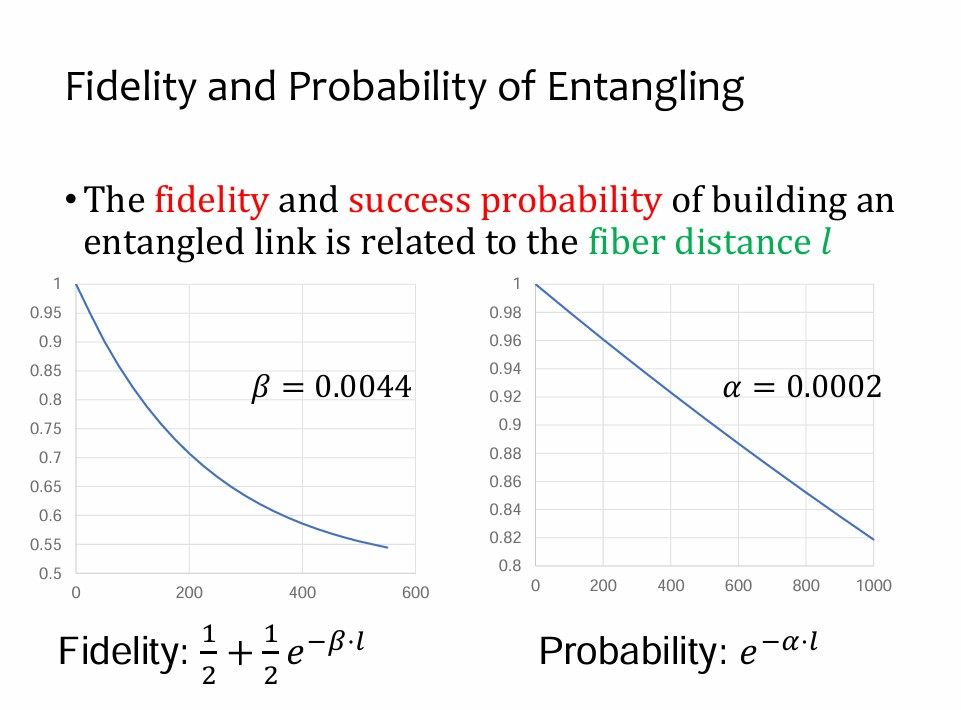 Fidelity and Probability of Entangling
• The fidelity and success probability of building an
entangled link is related to the fiber distance 𝑙
1
0.95
0.9
0.85
0.8
0.75
0.7
0.65
0.6
0.55
0.5
0 200 400 600
𝛽 = 0.0044
1
0.98
0.96
0.94
0.92
0.9
0.88
0.86
0.84
0.82
0.8
0 200 400 600 800 1000
𝛼 = 0.0002
Fidelity: 1/2 + 1/2 𝑒^(−𝛽·𝑙)
Probability: 𝑒^(−𝛼·𝑙)